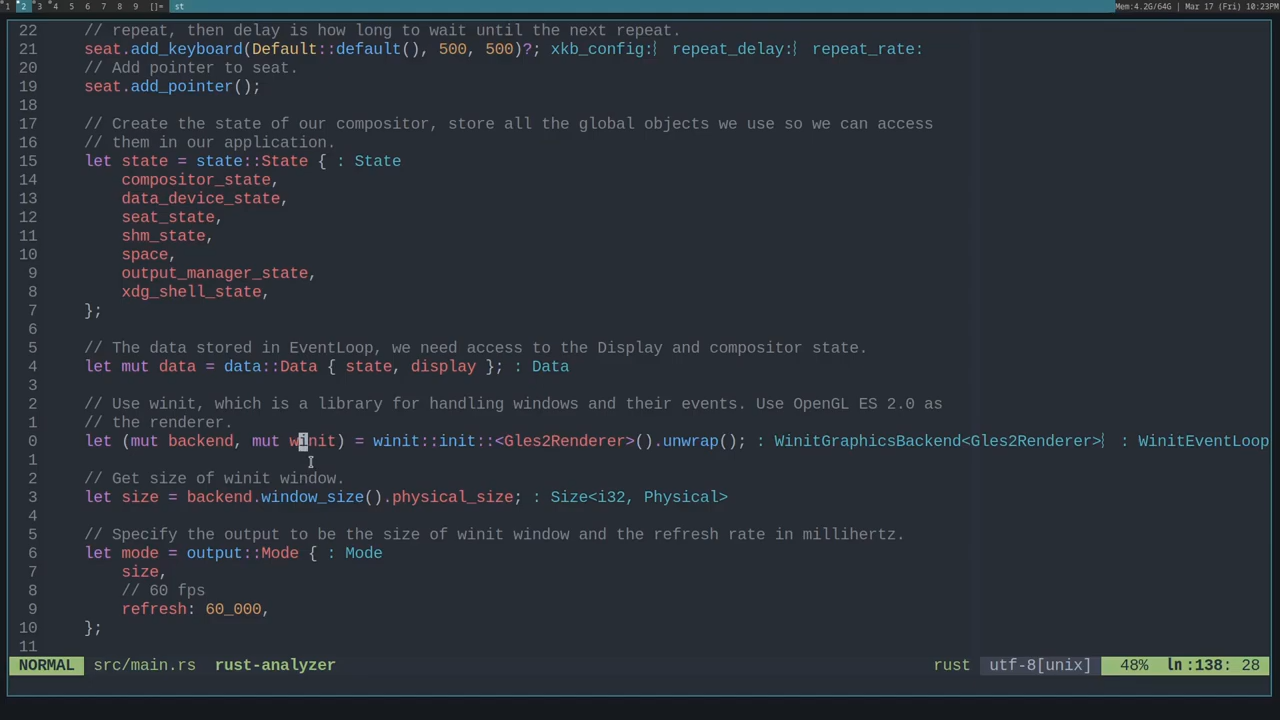 1 2 3 4 5 6 7 8 9 []= st Mem:4.2G/64G | Mar 17 (Fri) 10:23PM
22 // repeat, then delay is how long to wait until the next repeat.
21 seat.add_keyboard(Default::default(), 500, 500)?; xkb_config: repeat_delay: repeat_rate:
20 // Add pointer to seat.
19 seat.add_pointer();
18
17 // Create the state of our compositor, store all the global objects we use so we can access
16 // them in our application.
15 let state = state::State { : State
14 compositor_state,
13 data_device_state,
12 seat_state,
11 shm_state,
10 space,
9 output_manager_state,
8 xdg_shell_state,
7 };
6
5 // The data stored in EventLoop, we need access to the Display and compositor state.
4 let mut data = data::Data { state, display }; : Data
3
2 // Use winit, which is a library for handling windows and their events. Use OpenGL ES 2.0 as
1 // the renderer.
0 let (mut backend, mut winit) = winit::init::<Gles2Renderer>().unwrap(); : WinitGraphicsBackend<Gles2Renderer> : WinitEventLoop
1
2 // Get size of winit window.
3 let size = backend.window_size().physical_size; : Size<i32, Physical>
4
5 // Specify the output to be the size of winit window and the refresh rate in millihertz.
6 let mode = output::Mode { : Mode
7 size,
8 // 60 fps
9 refresh: 60_000,
10 };
11
NORMAL src/main.rs rust-analyzer rust utf-8[unix] 48% ln:138: 28